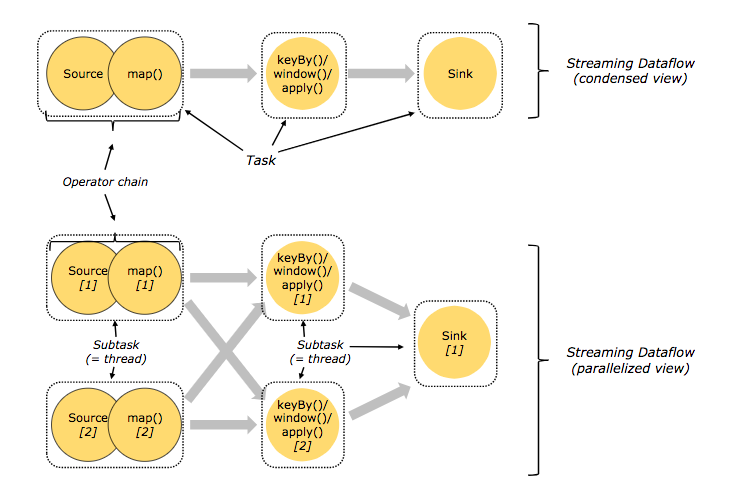 Source
map()
keyBy()/
window()/
apply()
Sink
Streaming Dataflow
(condensed view)
Task
Operator chain
Source
[1]
map()
[1]
keyBy()/
window()/
apply()
[1]
Sink
[1]
Subtask
(= thread)
Subtask
(= thread)
Streaming Dataflow
(parallelized view)
Source
[2]
map()
[2]
keyBy()/
window()/
apply()
[2]